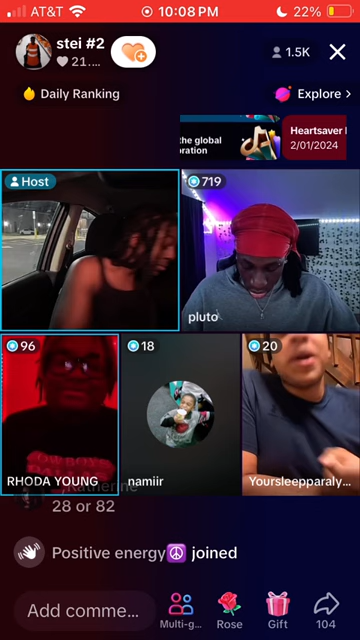 AT&T 10:08 PM 22%
stei #2
21.... 1.5K
Daily Ranking Explore >
the global
ration
Heartsaver
2/01/2024
Host 719
pluto
96 18 20
COWBOYS
RHODA YOUNG namiir Yoursleepparaly...
Katherine
28 or 82
Positive energy☮️ joined
Add comme...
Multi-g... Rose Gift 104